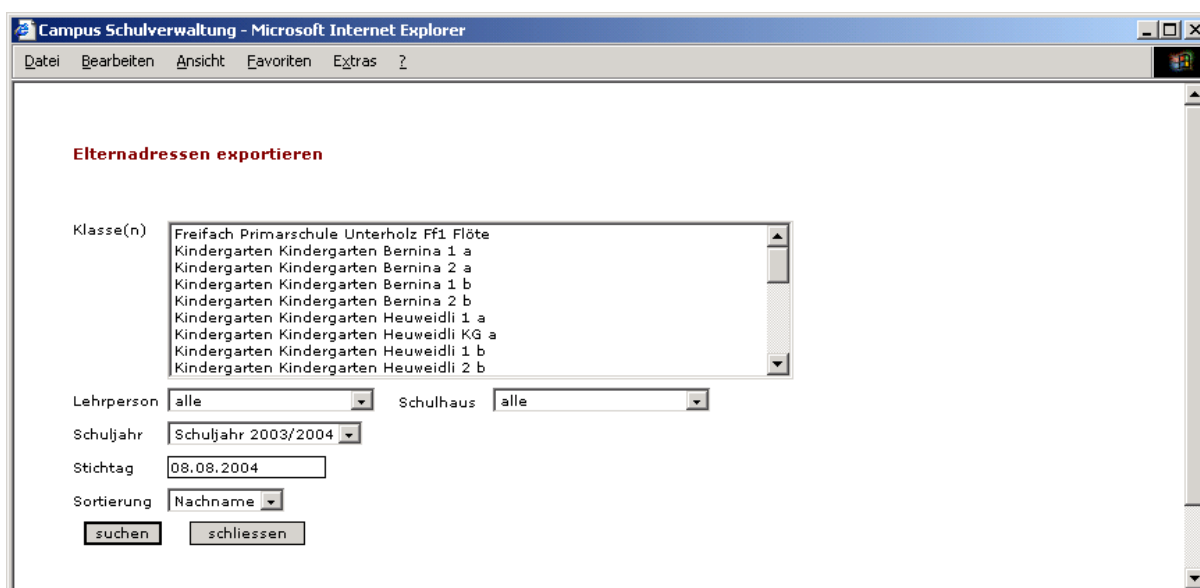 Campus Schulverwaltung - Microsoft Internet Explorer
Datei Bearbeiten Ansicht Favoriten Extras ?
Elternadressen exportieren
Klasse(n)
Freifach Primarschule Unterholz Ff1 Flöte
Kindergarten Kindergarten Bernina 1 a
Kindergarten Kindergarten Bernina 2 a
Kindergarten Kindergarten Bernina 1 b
Kindergarten Kindergarten Bernina 2 b
Kindergarten Kindergarten Heuweidli 1 a
Kindergarten Kindergarten Heuweidli KG a
Kindergarten Kindergarten Heuweidli 1 b
Kindergarten Kindergarten Heuweidli 2 b
Lehrperson alle Schulhaus alle
Schuljahr Schuljahr 2003/2004
Stichtag 08.08.2004
Sortierung Nachname
suchen schliessen